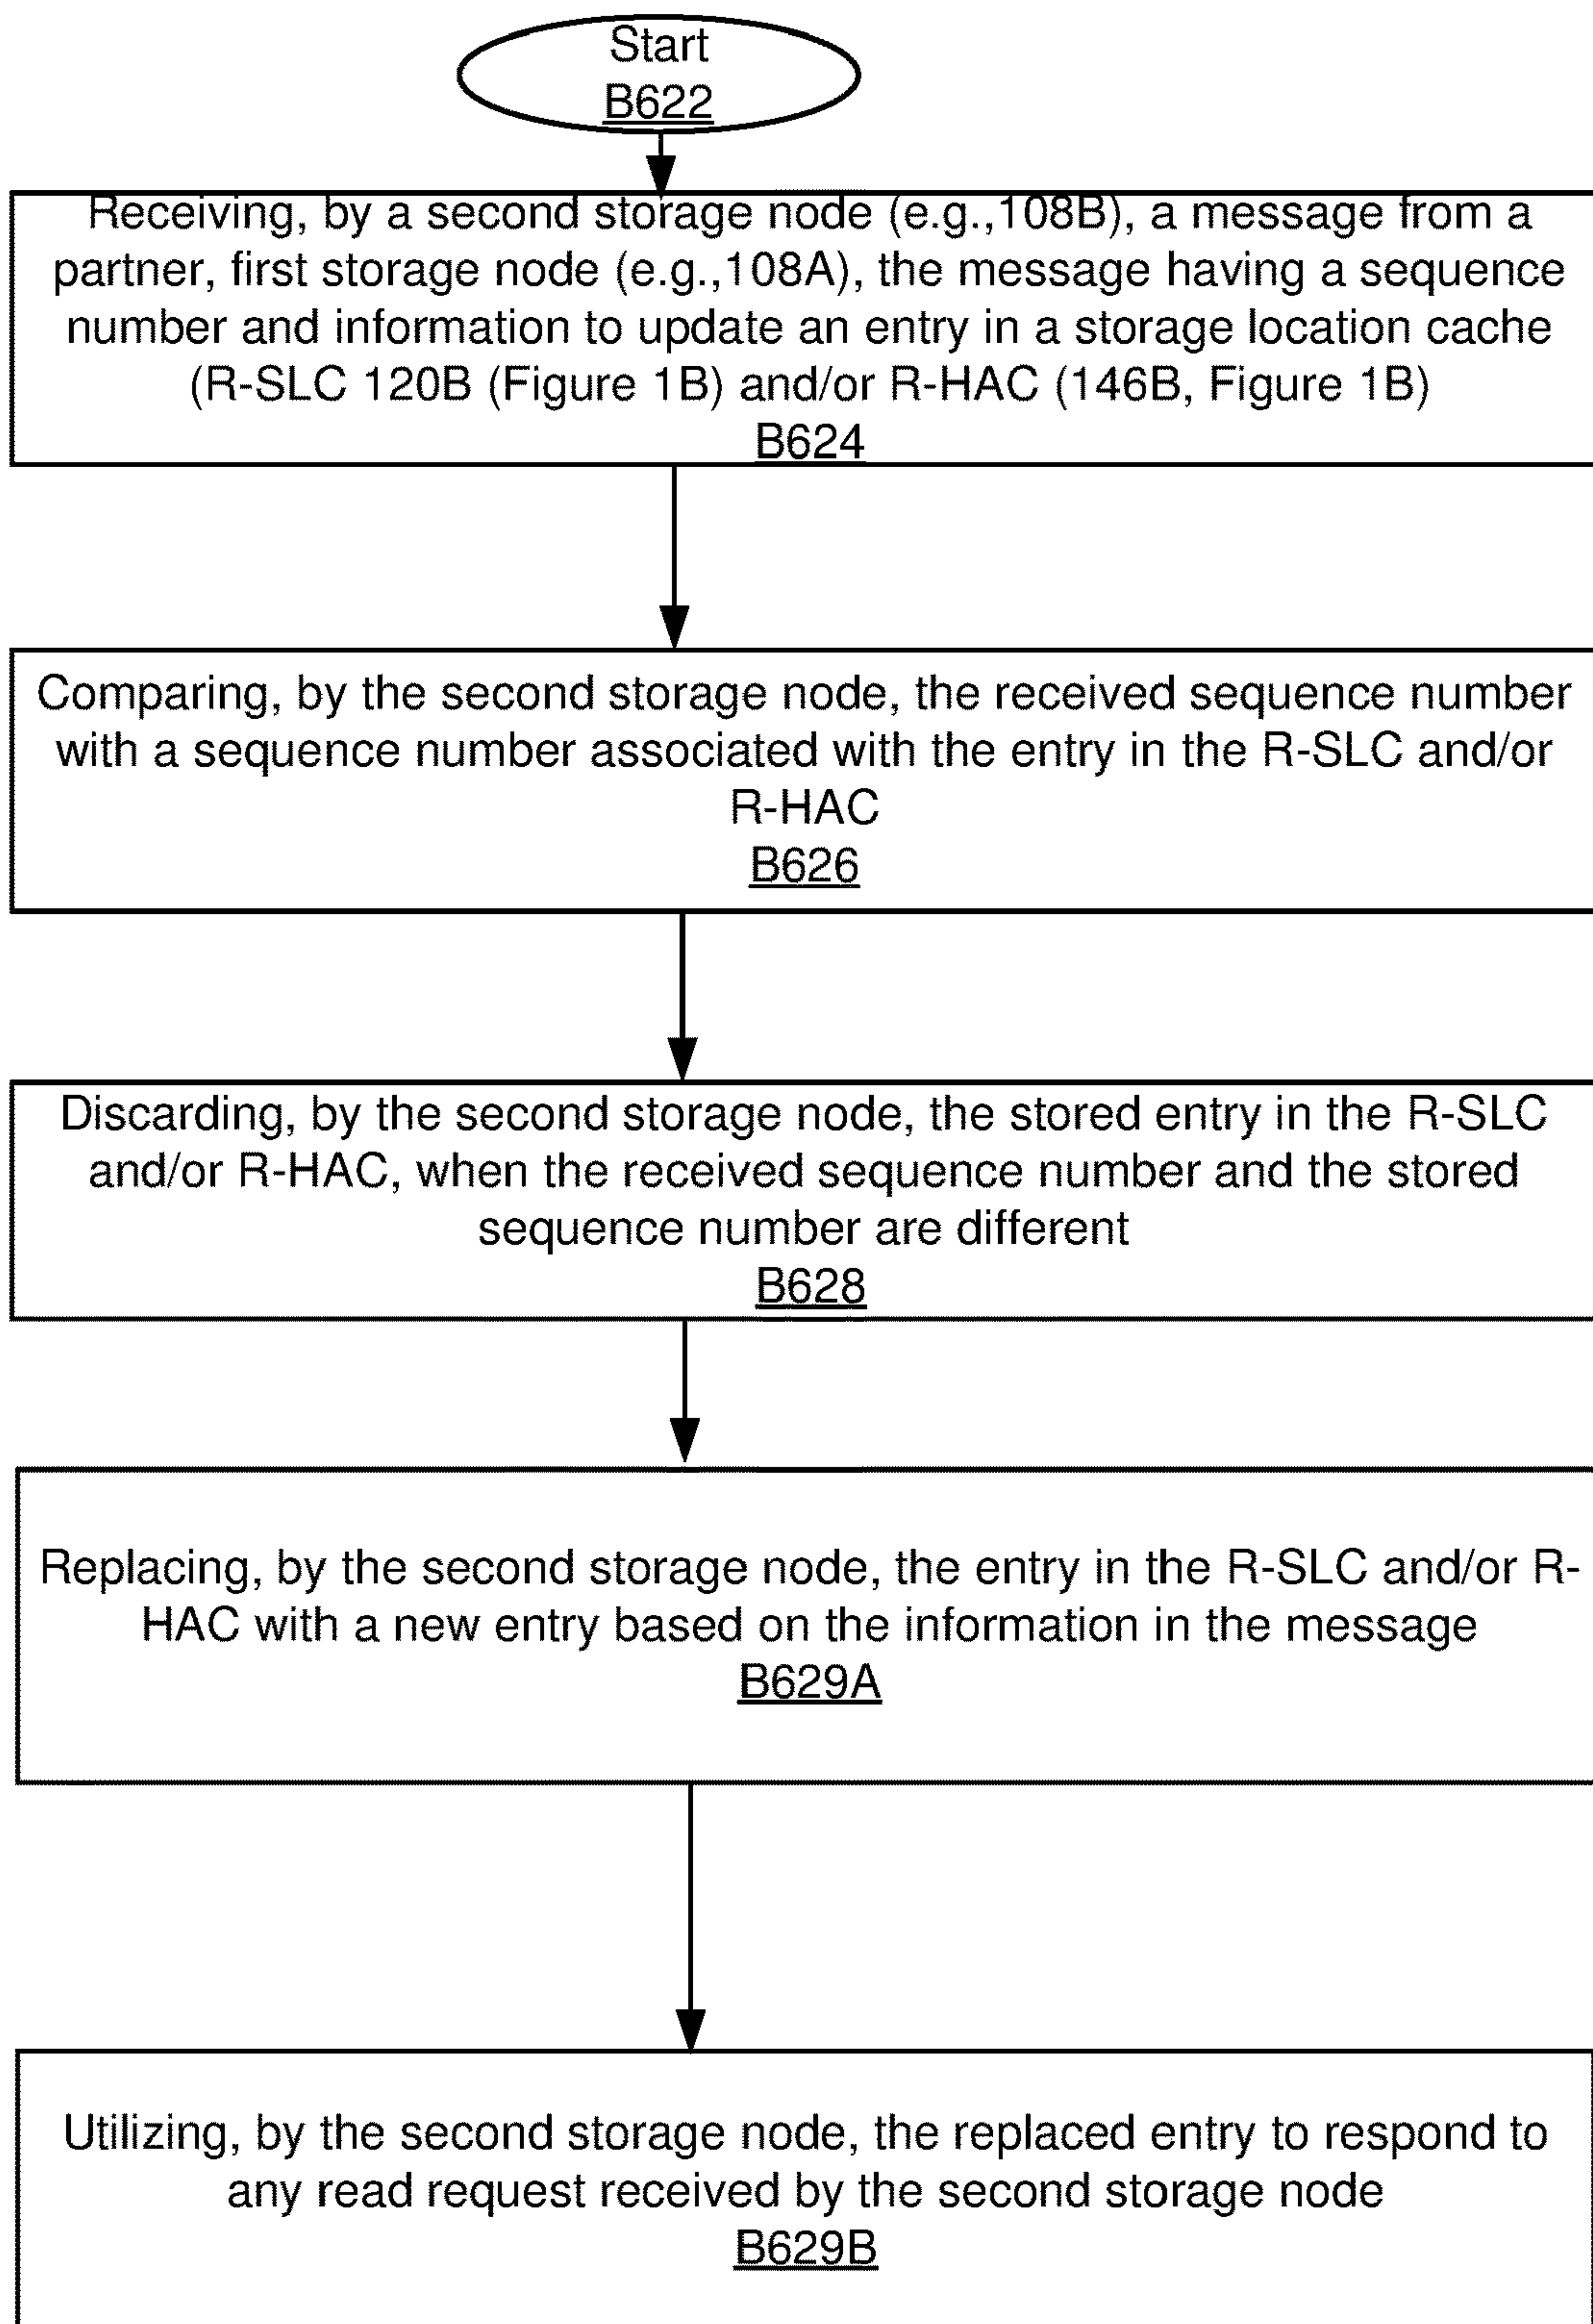 Start
B622
Receiving, by a second storage node (e.g.,108B), a message from a
partner, first storage node (e.g.,108A), the message having a sequence
number and information to update an entry in a storage location cache
(R-SLC 120B (Figure 1B) and/or R-HAC (146B, Figure 1B)
B624
Comparing, by the second storage node, the received sequence number
with a sequence number associated with the entry in the R-SLC and/or
R-HAC
B626
Discarding, by the second storage node, the stored entry in the R-SLC
and/or R-HAC, when the received sequence number and the stored
sequence number are different
B628
Replacing, by the second storage node, the entry in the R-SLC and/or R-
HAC with a new entry based on the information in the message
B629A
Utilizing, by the second storage node, the replaced entry to respond to
any read request received by the second storage node
B629B